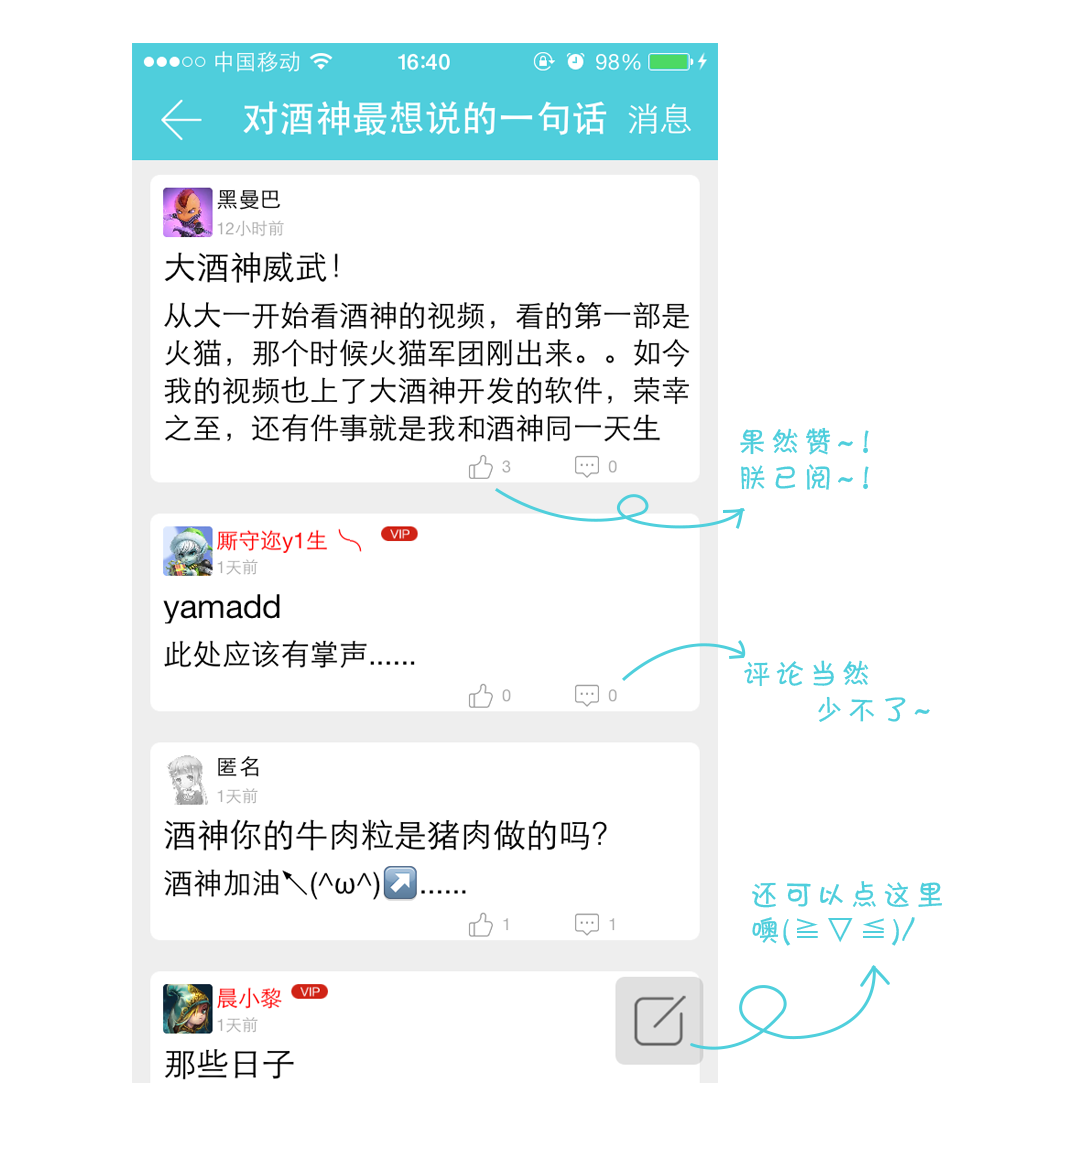 中国移动 16:40 98%
对酒神最想说的一句话 消息
黑曼巴
12小时前
大酒神威武！
从大一开始看酒神的视频，看的第一部是
火猫，那个时候火猫军团刚出来。。如今
我的视频也上了大酒神开发的软件，荣幸
之至，还有件事就是我和酒神同一天生
3 0
果然赞~！
朕已阅~！
厮守迩y1生 ╲ VIP
1天前
yamadd
此处应该有掌声......
0 0
评论当然
少不了~
匿名
1天前
酒神你的牛肉粒是猪肉做的吗？
酒神加油↖(^ω^)↗......
1 1
还可以点这里
噢(≧▽≦)/
晨小黎 VIP
1天前
那些日子